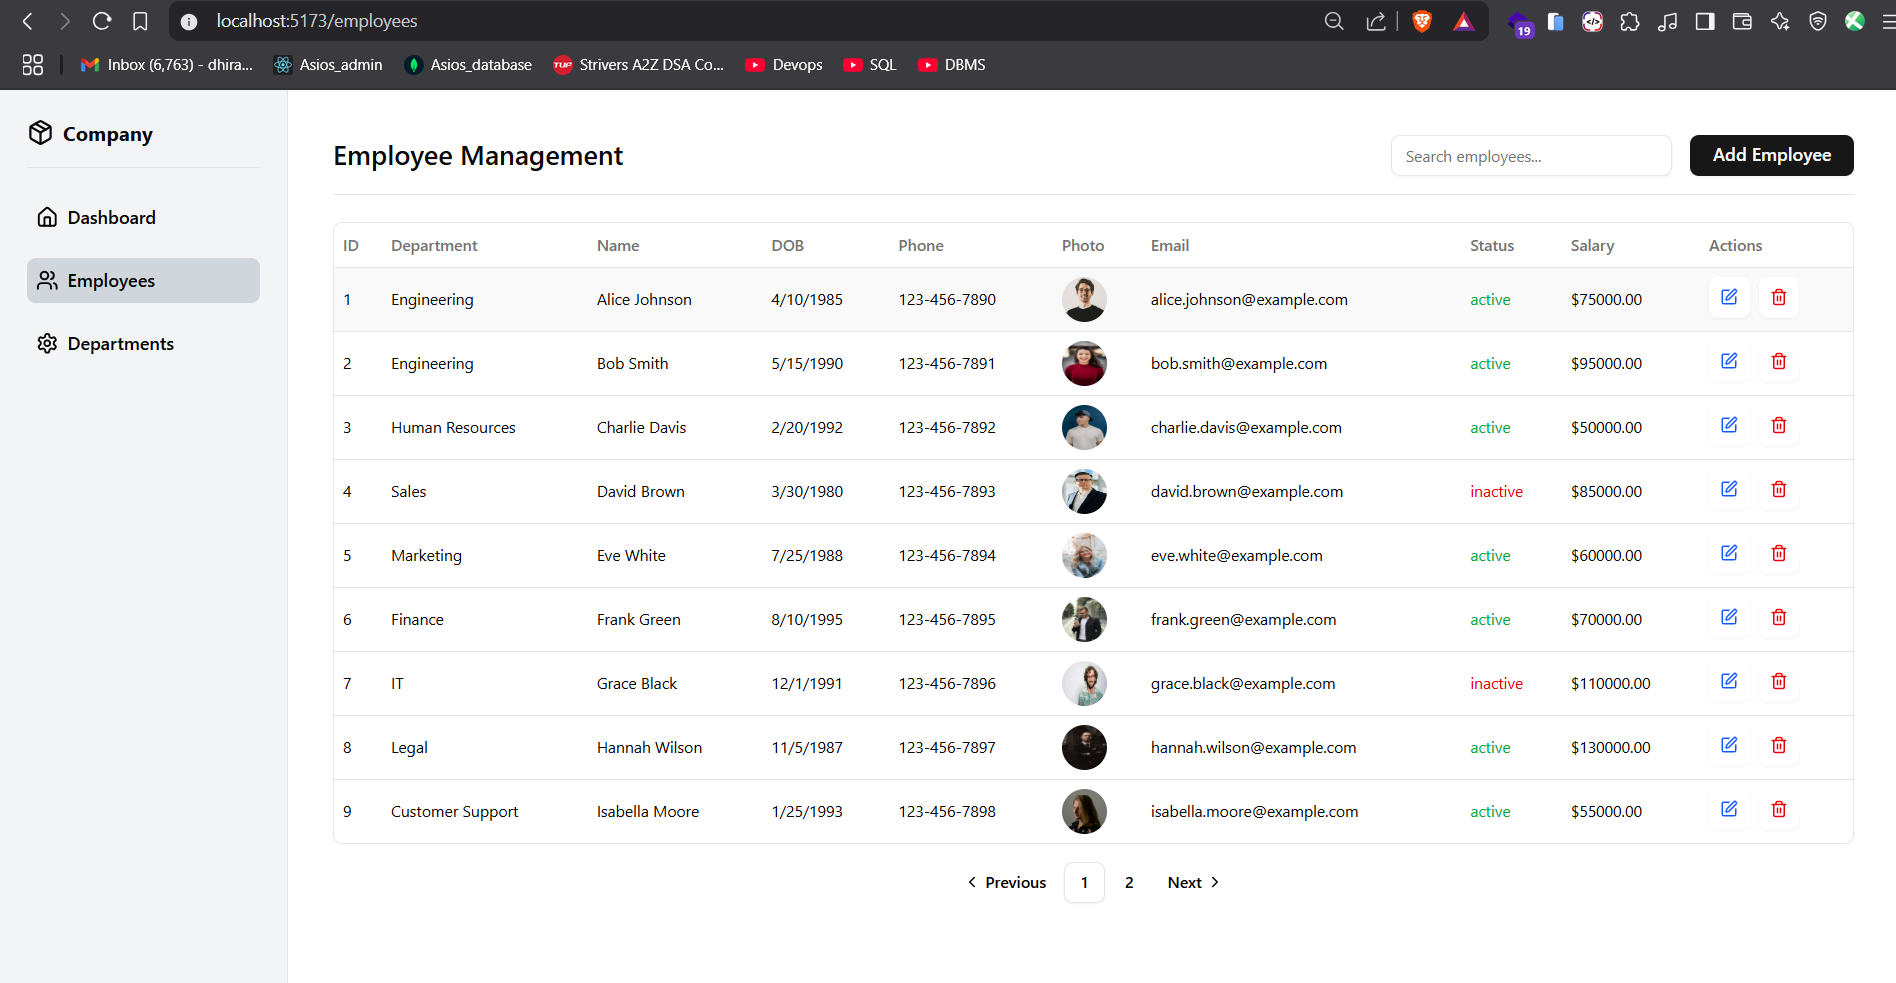 localhost:5173/employees
19
Inbox (6,763) - dhira... Asios_admin Asios_database TUF Strivers A2Z DSA Co... Devops SQL DBMS
Company
Dashboard
Employees
Departments
Employee Management
Search employees...
Add Employee
ID Department Name DOB Phone Photo Email Status Salary Actions
1 Engineering Alice Johnson 4/10/1985 123-456-7890 alice.johnson@example.com active $75000.00
2 Engineering Bob Smith 5/15/1990 123-456-7891 bob.smith@example.com active $95000.00
3 Human Resources Charlie Davis 2/20/1992 123-456-7892 charlie.davis@example.com active $50000.00
4 Sales David Brown 3/30/1980 123-456-7893 david.brown@example.com inactive $85000.00
5 Marketing Eve White 7/25/1988 123-456-7894 eve.white@example.com active $60000.00
6 Finance Frank Green 8/10/1995 123-456-7895 frank.green@example.com active $70000.00
7 IT Grace Black 12/1/1991 123-456-7896 grace.black@example.com inactive $110000.00
8 Legal Hannah Wilson 11/5/1987 123-456-7897 hannah.wilson@example.com active $130000.00
9 Customer Support Isabella Moore 1/25/1993 123-456-7898 isabella.moore@example.com active $55000.00
Previous 1 2 Next